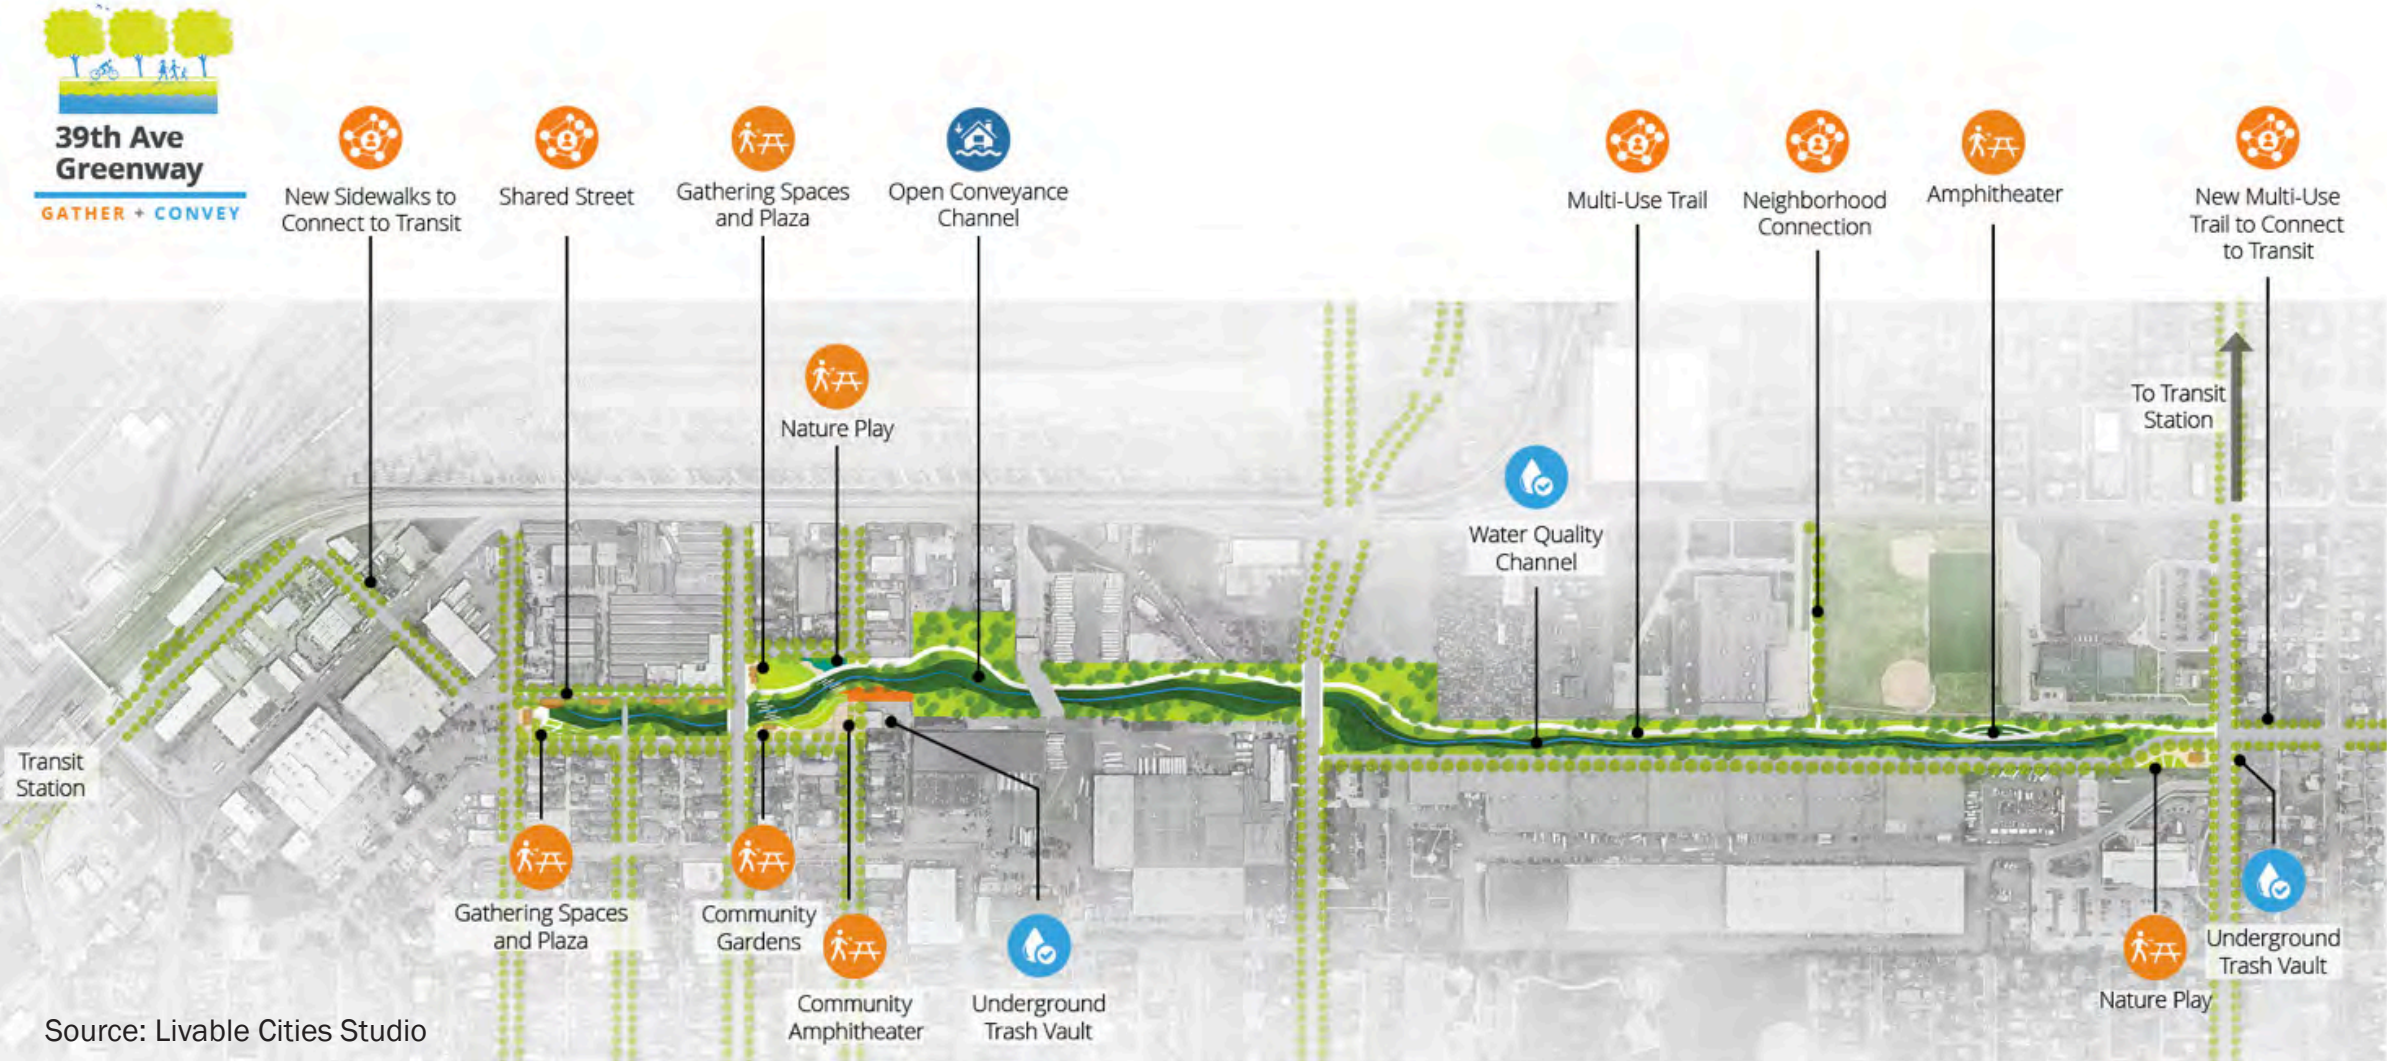 39th Ave
Greenway
GATHER + CONVEY
New Sidewalks to
Connect to Transit
Shared Street
Gathering Spaces
and Plaza
Open Conveyance
Channel
Multi-Use Trail
Neighborhood
Connection
Amphitheater
New Multi-Use
Trail to Connect
to Transit
Nature Play
To Transit
Station
Water Quality
Channel
Transit
Station
Gathering Spaces
and Plaza
Community
Gardens
Community
Amphitheater
Underground
Trash Vault
Underground
Trash Vault
Nature Play
Source: Livable Cities Studio